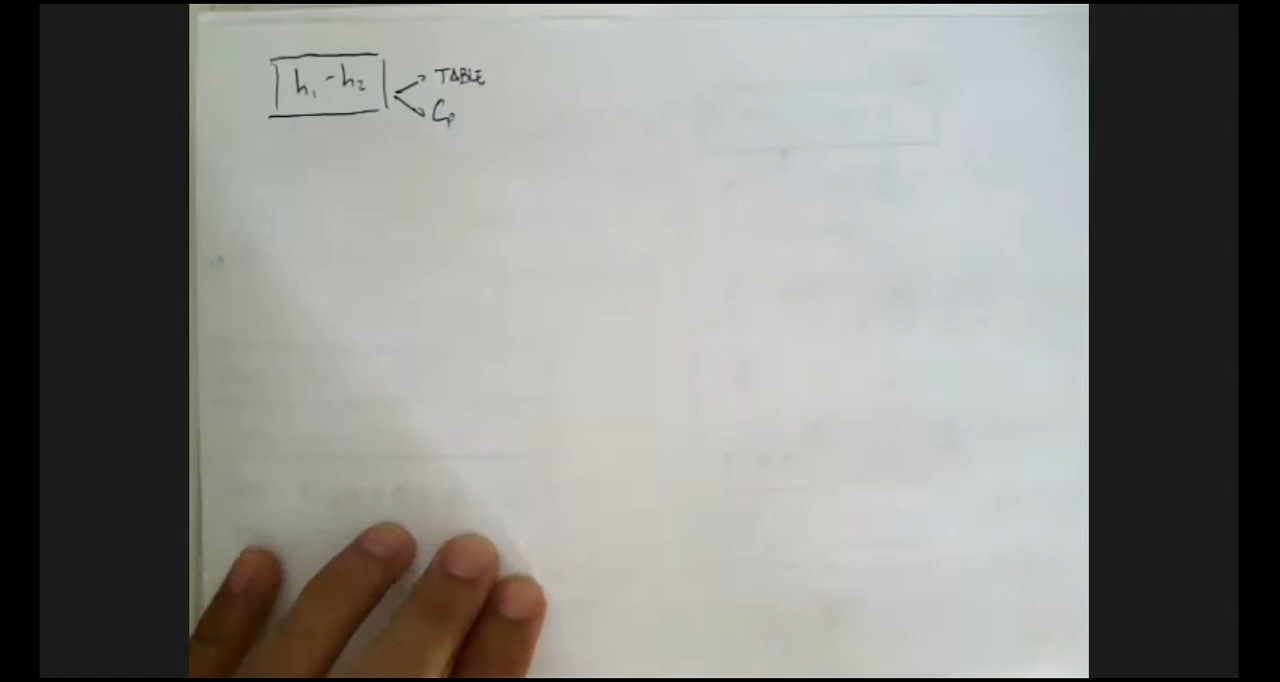 h₁ - h₂
TABLE
Cp